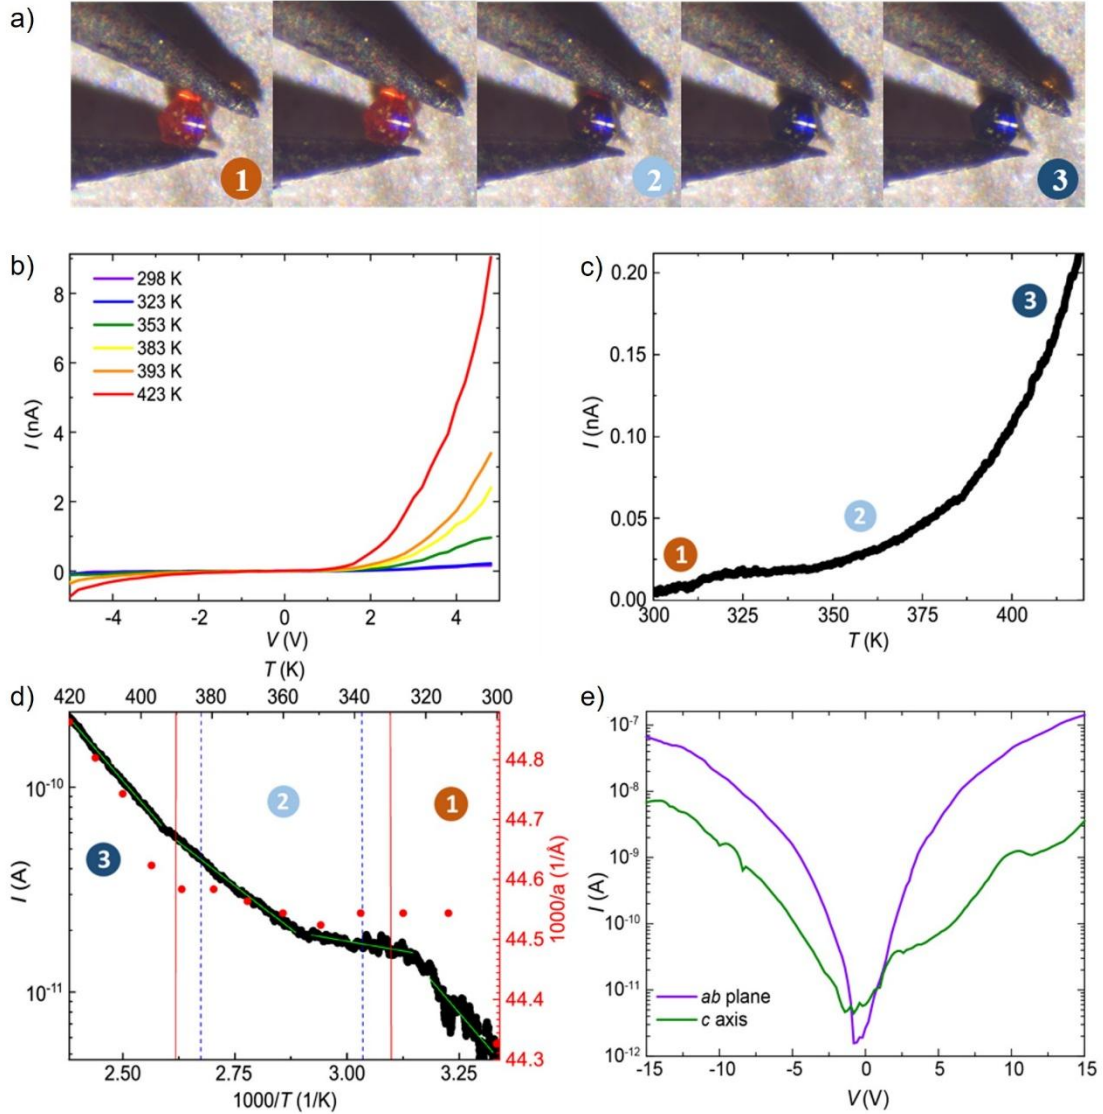 a)
1
2
3
b)
298 K
323 K
353 K
383 K
393 K
423 K
8
6
4
2
0
I (nA)
-4
-2
0
2
4
V (V)
c)
0.20
0.15
0.10
0.05
0.00
I (nA)
1
2
3
300
325
350
375
400
T (K)
d)
T (K)
420
400
380
360
340
320
300
10⁻¹⁰
10⁻¹¹
I (A)
3
2
1
44.8
44.7
44.6
44.5
44.4
44.3
1000/a (1/Å)
2.50
2.75
3.00
3.25
1000/T (1/K)
e)
10⁻⁷
10⁻⁸
10⁻⁹
10⁻¹⁰
10⁻¹¹
10⁻¹²
I (A)
ab plane
c axis
-15
-10
-5
0
5
10
15
V (V)